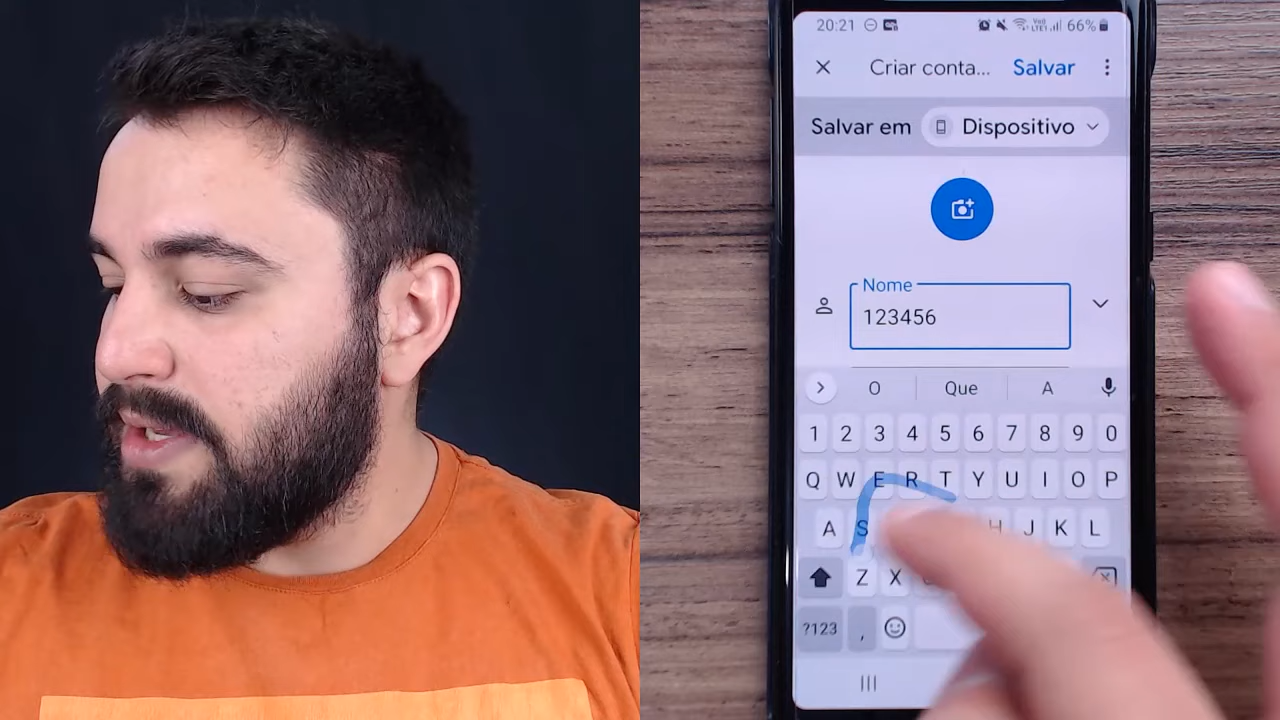 20:21 66%
Criar conta... Salvar
Salvar em Dispositivo
Nome
123456
O Que A
1 2 3 4 5 6 7 8 9 0
Q W E R T Y U I O P
A S H J K L
Z X
?123 ,